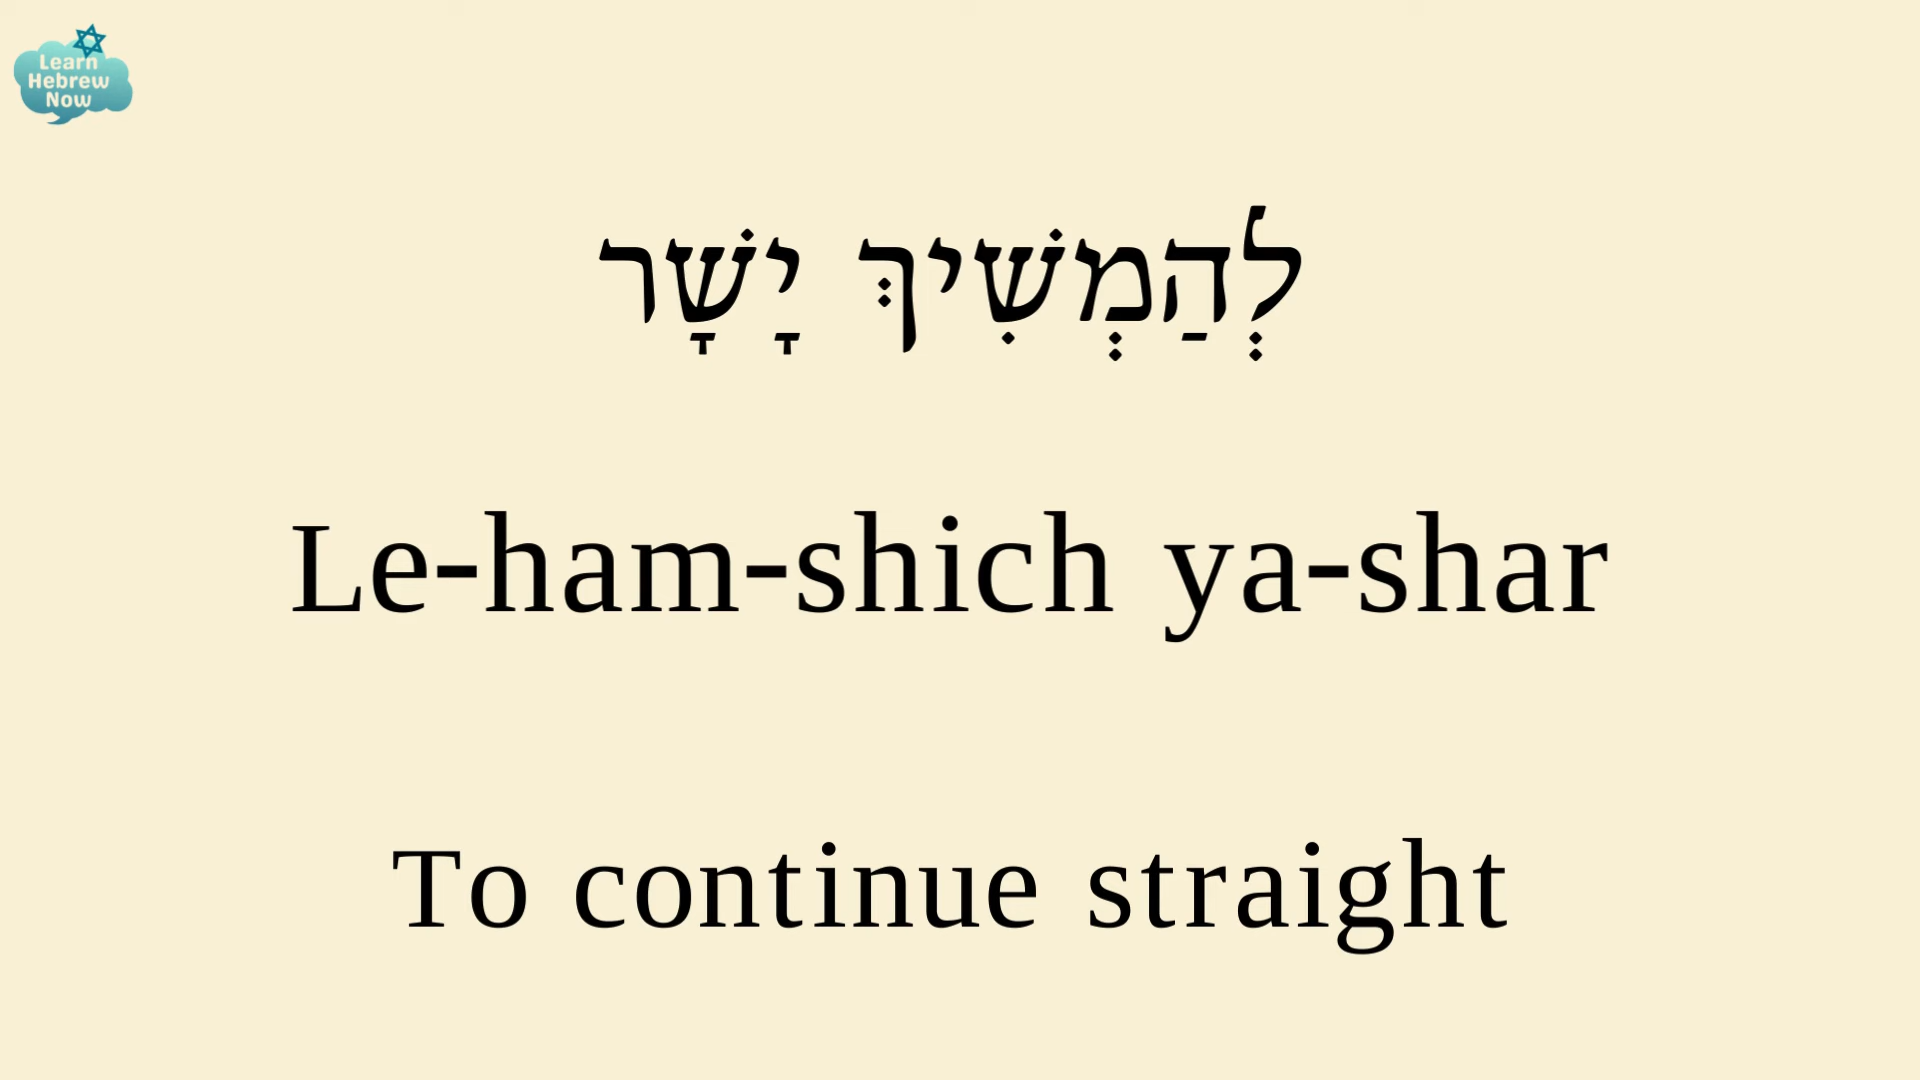 Learn
Hebrew
Now
לְהַמְשִׁיךְ יָשָׁר
Le-ham-shich ya-shar
To continue straight